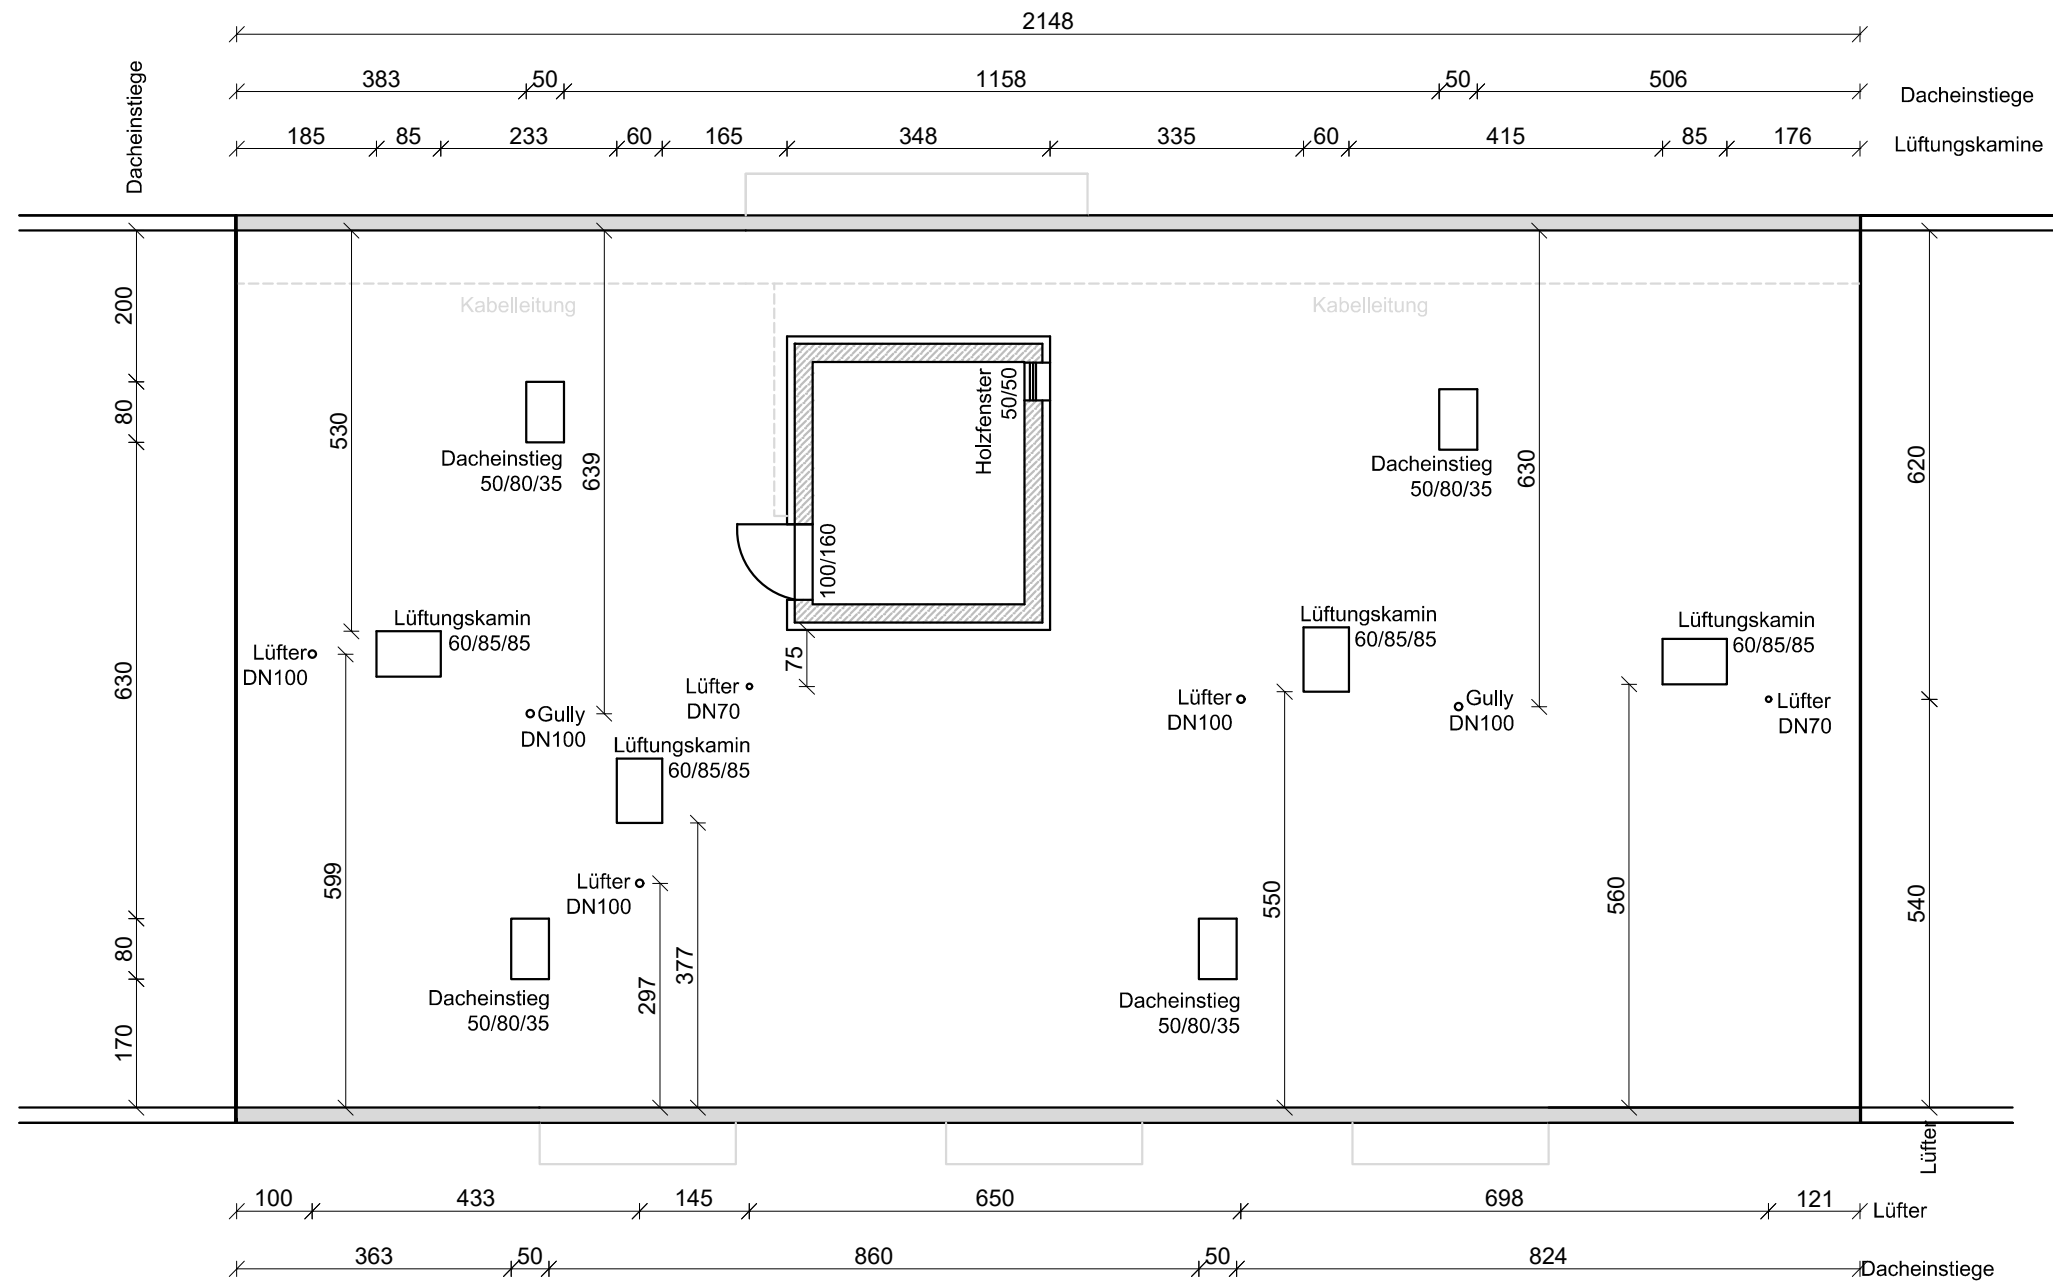 2148
383
50
1158
50
506
Dacheinstiege
185
85
233
60
165
348
335
60
415
85
176
Lüftungskamine
Dacheinstiege
200
80
630
80
170
Kabelleitung
Kabelleitung
530
639
Dacheinstieg
50/80/35
Holzfenster
50/50
100/160
Dacheinstieg
50/80/35
630
620
Lüftungskamin
60/85/85
Lüfter
DN100
Gully
DN100
Lüfter
DN70
75
Lüftungskamin
60/85/85
Lüftungskamin
60/85/85
Lüfter
DN100
Gully
DN100
Lüftungskamin
60/85/85
Lüfter
DN70
599
Lüfter
DN100
297
377
550
560
540
Dacheinstieg
50/80/35
Dacheinstieg
50/80/35
Lüfter
100
433
145
650
698
121
Lüfter
363
50
860
50
824
Dacheinstiege